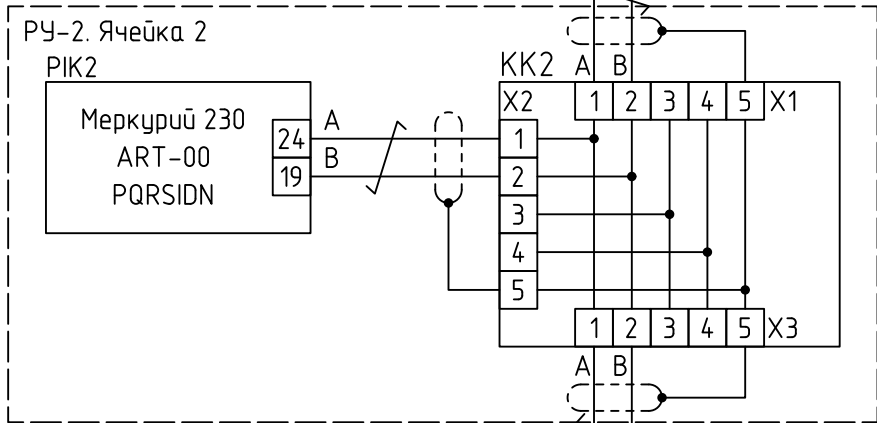 РУ-2. Ячейка 2
PIK2
Меркурий 230
ART-00
PQRSIDN
24
19
A
B
KK2
A B
X2
1 2 3 4 5 X1
1
2
3
4
5
1 2 3 4 5 X3
A B